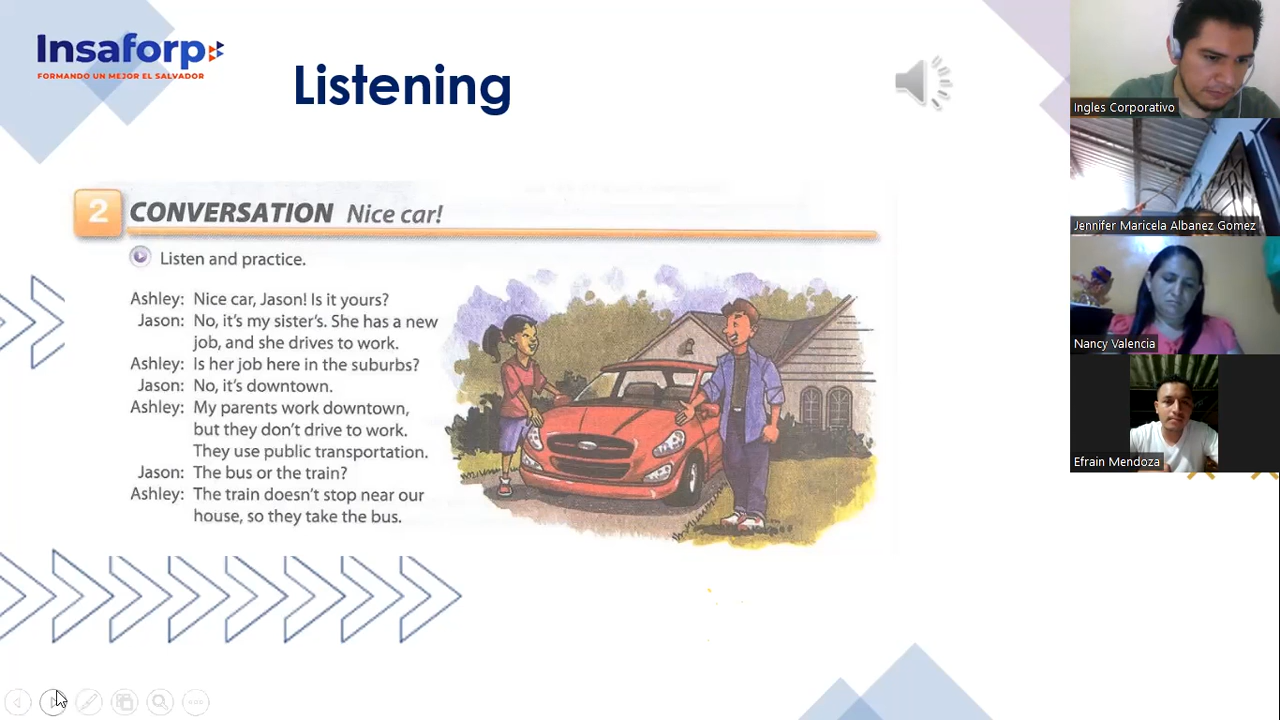 Insaforp
FORMANDO UN MEJOR EL SALVADOR
Listening
2 CONVERSATION Nice car!
Listen and practice.
Ashley: Nice car, Jason! Is it yours?
Jason: No, it's my sister's. She has a new
job, and she drives to work.
Ashley: Is her job here in the suburbs?
Jason: No, it's downtown.
Ashley: My parents work downtown,
but they don't drive to work.
They use public transportation.
Jason: The bus or the train?
Ashley: The train doesn't stop near our
house, so they take the bus.
Ingles Corporativo
Jennifer Maricela Albanez Gomez
Nancy Valencia
Efrain Mendoza